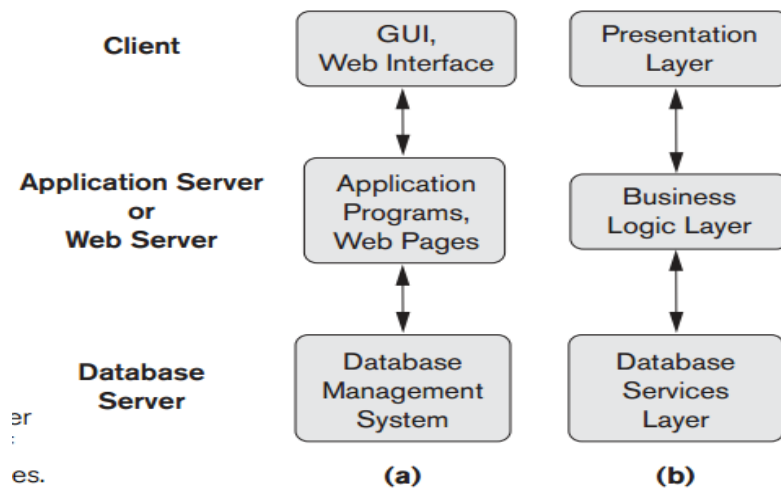 Client
GUI,
Web Interface
Presentation
Layer
Application Server
or
Web Server
Application
Programs,
Web Pages
Business
Logic Layer
Database
Server
Database
Management
System
Database
Services
Layer
er
es.
(a)
(b)